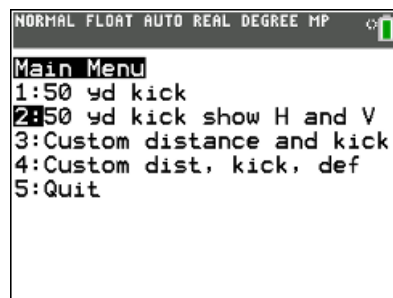 NORMAL FLOAT AUTO REAL DEGREE MP
Main Menu
1:50 yd kick
2:50 yd kick show H and V
3:Custom distance and kick
4:Custom dist, kick, def
5:Quit